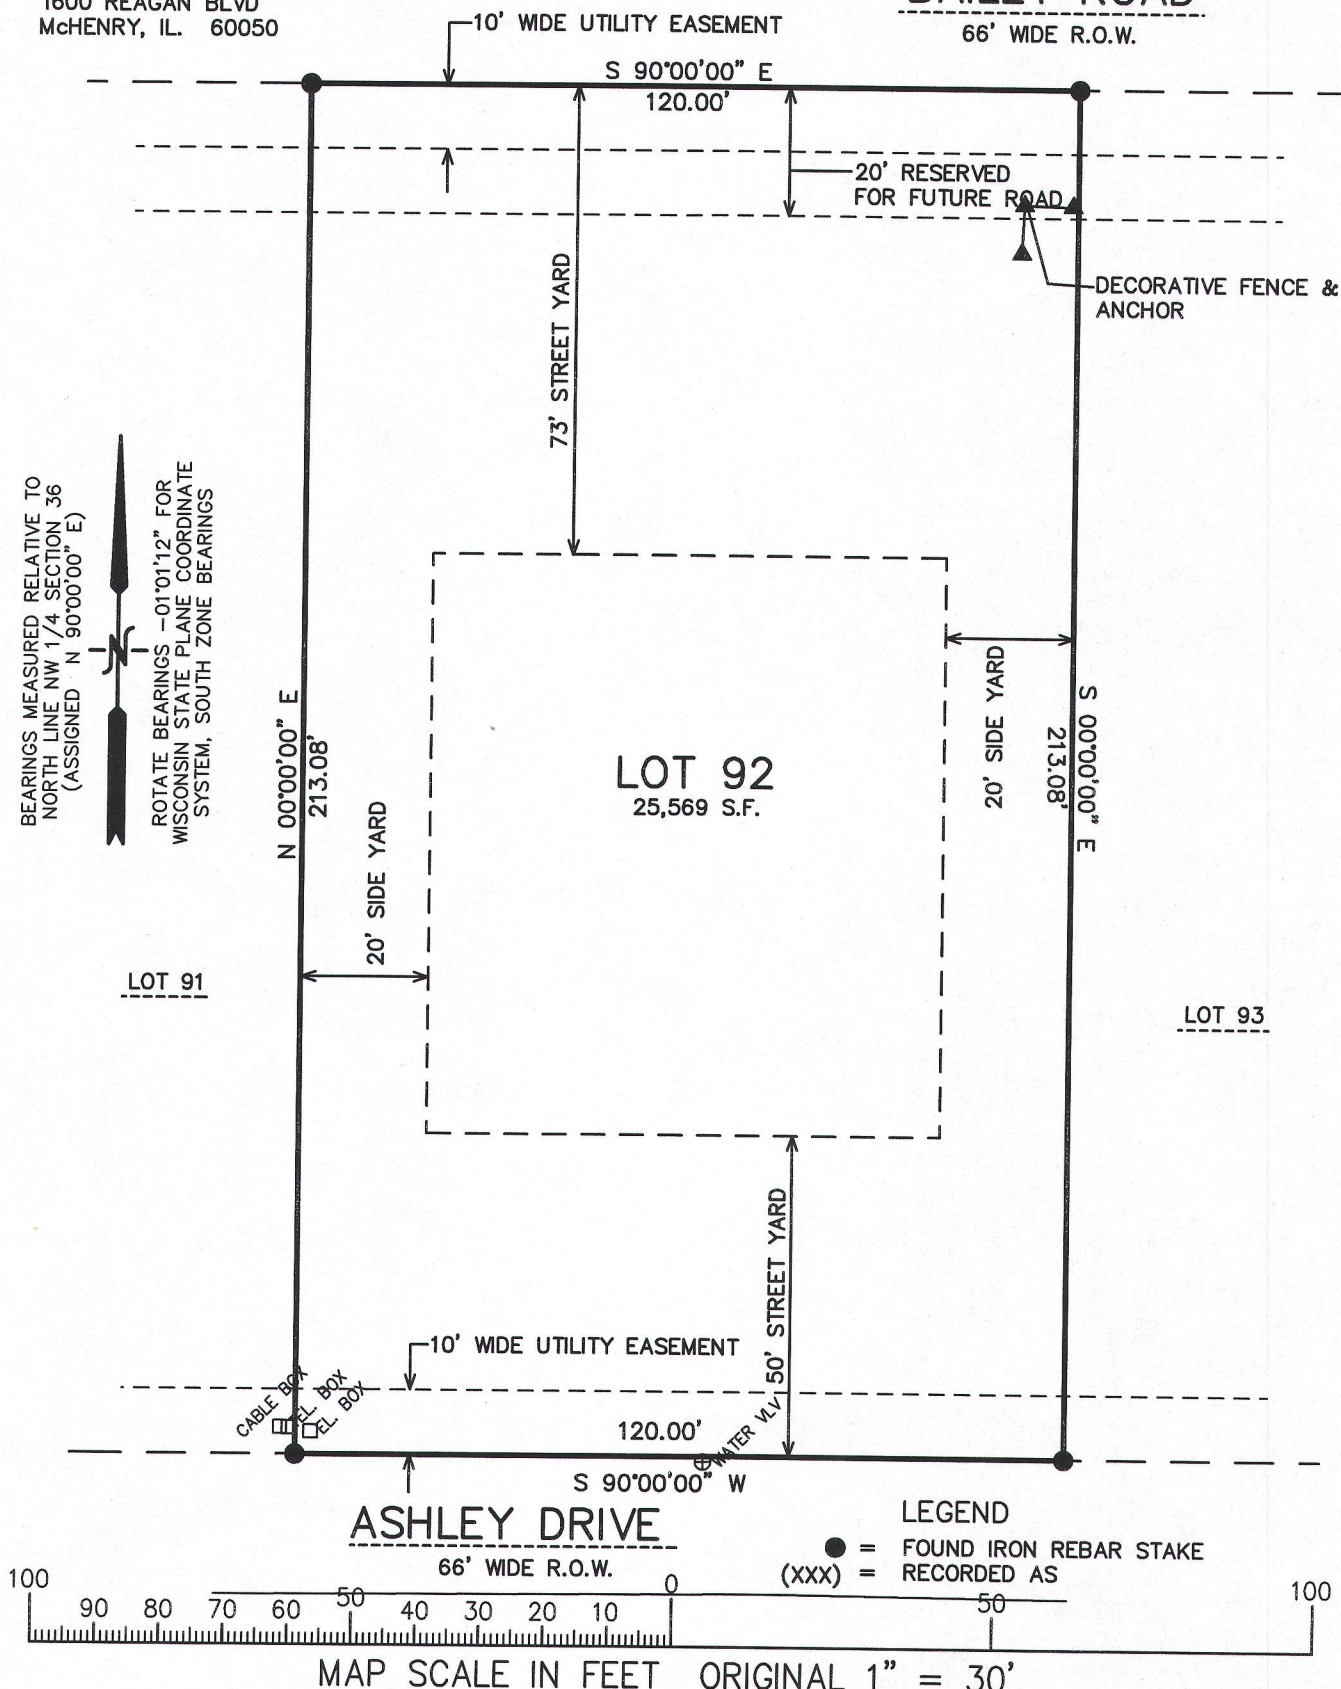 1600 REAGAN BLVD
McHENRY, IL. 60050
BAILEY ROAD
66' WIDE R.O.W.
10' WIDE UTILITY EASEMENT
S 90°00'00" E
120.00'
20' RESERVED
FOR FUTURE ROAD
DECORATIVE FENCE &
ANCHOR
73' STREET YARD
BEARINGS MEASURED RELATIVE TO
NORTH LINE NW 1/4 SECTION 36
(ASSIGNED N 90°00'00" E)
N
ROTATE BEARINGS -01°01'12" FOR
WISCONSIN STATE PLANE COORDINATE
SYSTEM, SOUTH ZONE BEARINGS
N 00°00'00" E
213.08'
20' SIDE YARD
LOT 92
25,569 S.F.
20' SIDE YARD
213.08'
S 00°00'00" E
LOT 91
LOT 93
50' STREET YARD
10' WIDE UTILITY EASEMENT
CABLE BOX
TEL. BOX
EL. BOX
120.00'
WATER VLV
S 90°00'00" W
ASHLEY DRIVE
66' WIDE R.O.W.
LEGEND
= FOUND IRON REBAR STAKE
(XXX) = RECORDED AS
100 90 80 70 60 50 40 30 20 10 0 50 100
MAP SCALE IN FEET ORIGINAL 1" = 30'